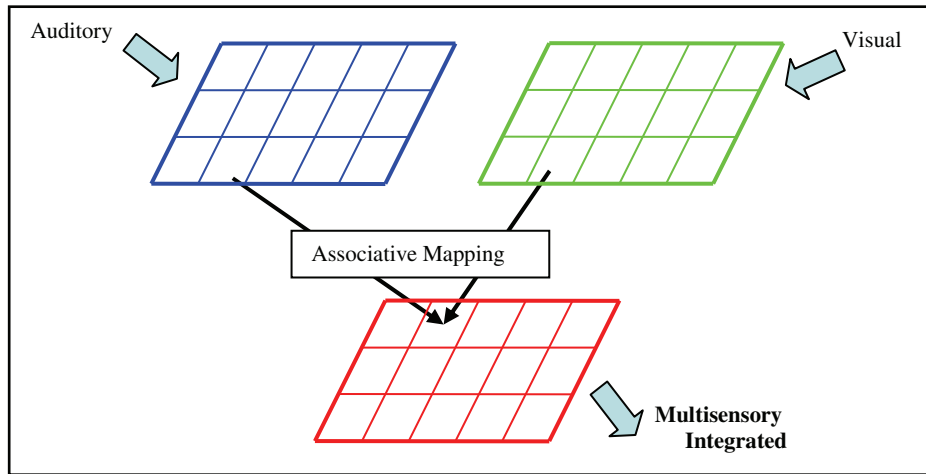 Auditory
Visual
Associative Mapping
Multisensory
Integrated